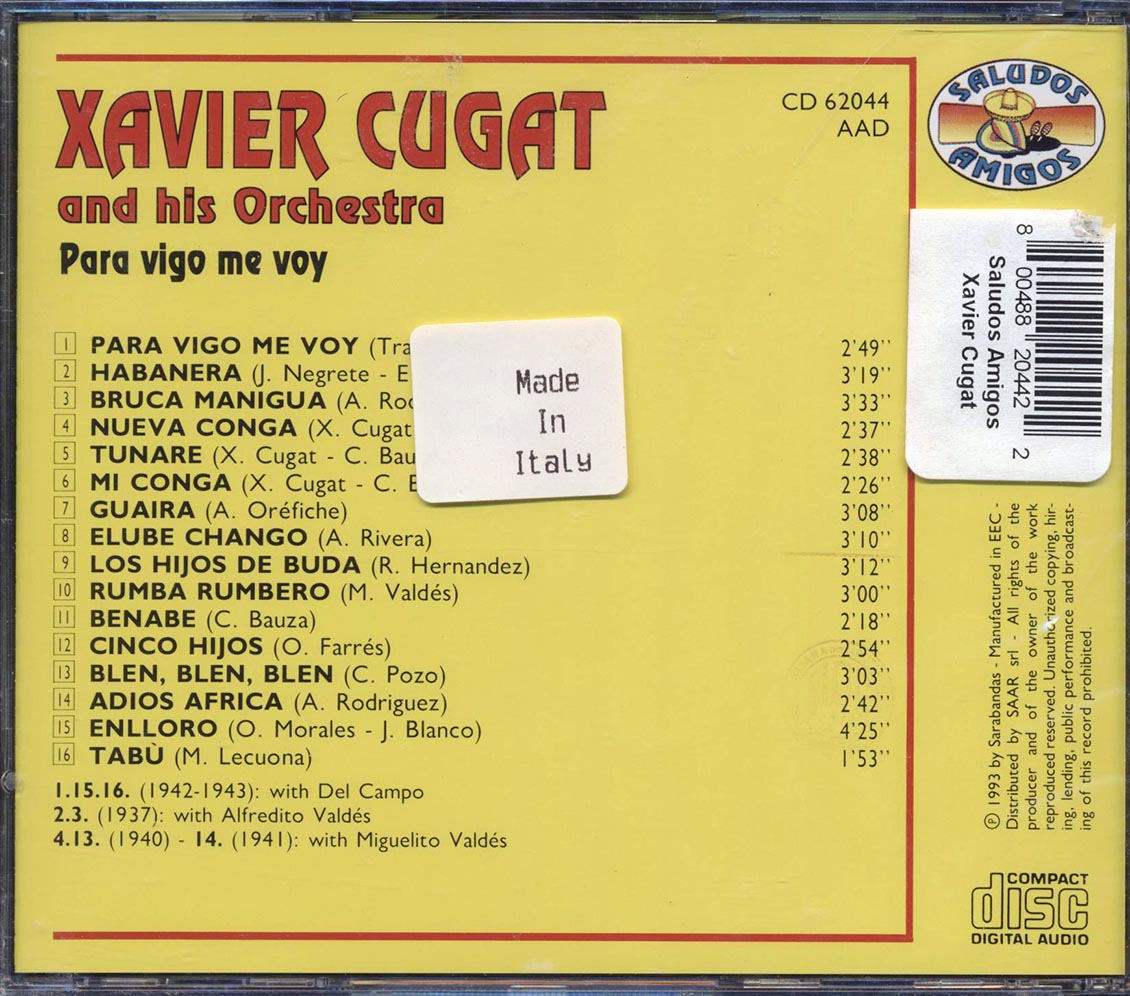 XAVIER CUGAT
and his Orchestra
Para vigo me voy
CD 62044
AAD
SALUDOS
AMIGOS
1 PARA VIGO ME VOY 2'49''
2 HABANERA (J. Negrete - 3'19''
3 BRUCA MANIGUA (A. 3'33''
4 NUEVA CONGA (X. Cugat 2'37''
5 TUNARE (X. Cugat - C. 2'38''
6 MI CONGA (X. Cugat - C. 2'26''
7 GUAIRA (A. Oréfiche) 3'08''
8 ELUBE CHANGO (A. Rivera) 3'10''
9 LOS HIJOS DE BUDA (R. Hernandez) 3'12''
10 RUMBA RUMBERO (M. Valdés) 3'00''
11 BENABE (C. Bauza) 2'18''
12 CINCO HIJOS (O. Farrés) 2'54''
13 BLEN, BLEN, BLEN (C. Pozo) 3'03''
14 ADIOS AFRICA (A. Rodriguez) 2'42''
15 ENLLORO (O. Morales - J. Blanco) 4'25''
16 TABÙ (M. Lecuona) 1'53''
1.15.16. (1942-1943): with Del Campo
2.3. (1937): with Alfredito Valdés
4.13. (1940) - 14. (1941): with Miguelito Valdés
Made
In
Italy
8 00488 20442 2
Saludos Amigos
Xavier Cugat
℗ 1993 by Sarabandas - Manufactured in EEC -
Distributed by SAAR srl - All rights of the
producer and of the owner of the work
reproduced reserved. Unauthorized copying, hir-
ing, lending, public performance and broadcast-
ing of this record prohibited.
COMPACT
disc
DIGITAL AUDIO